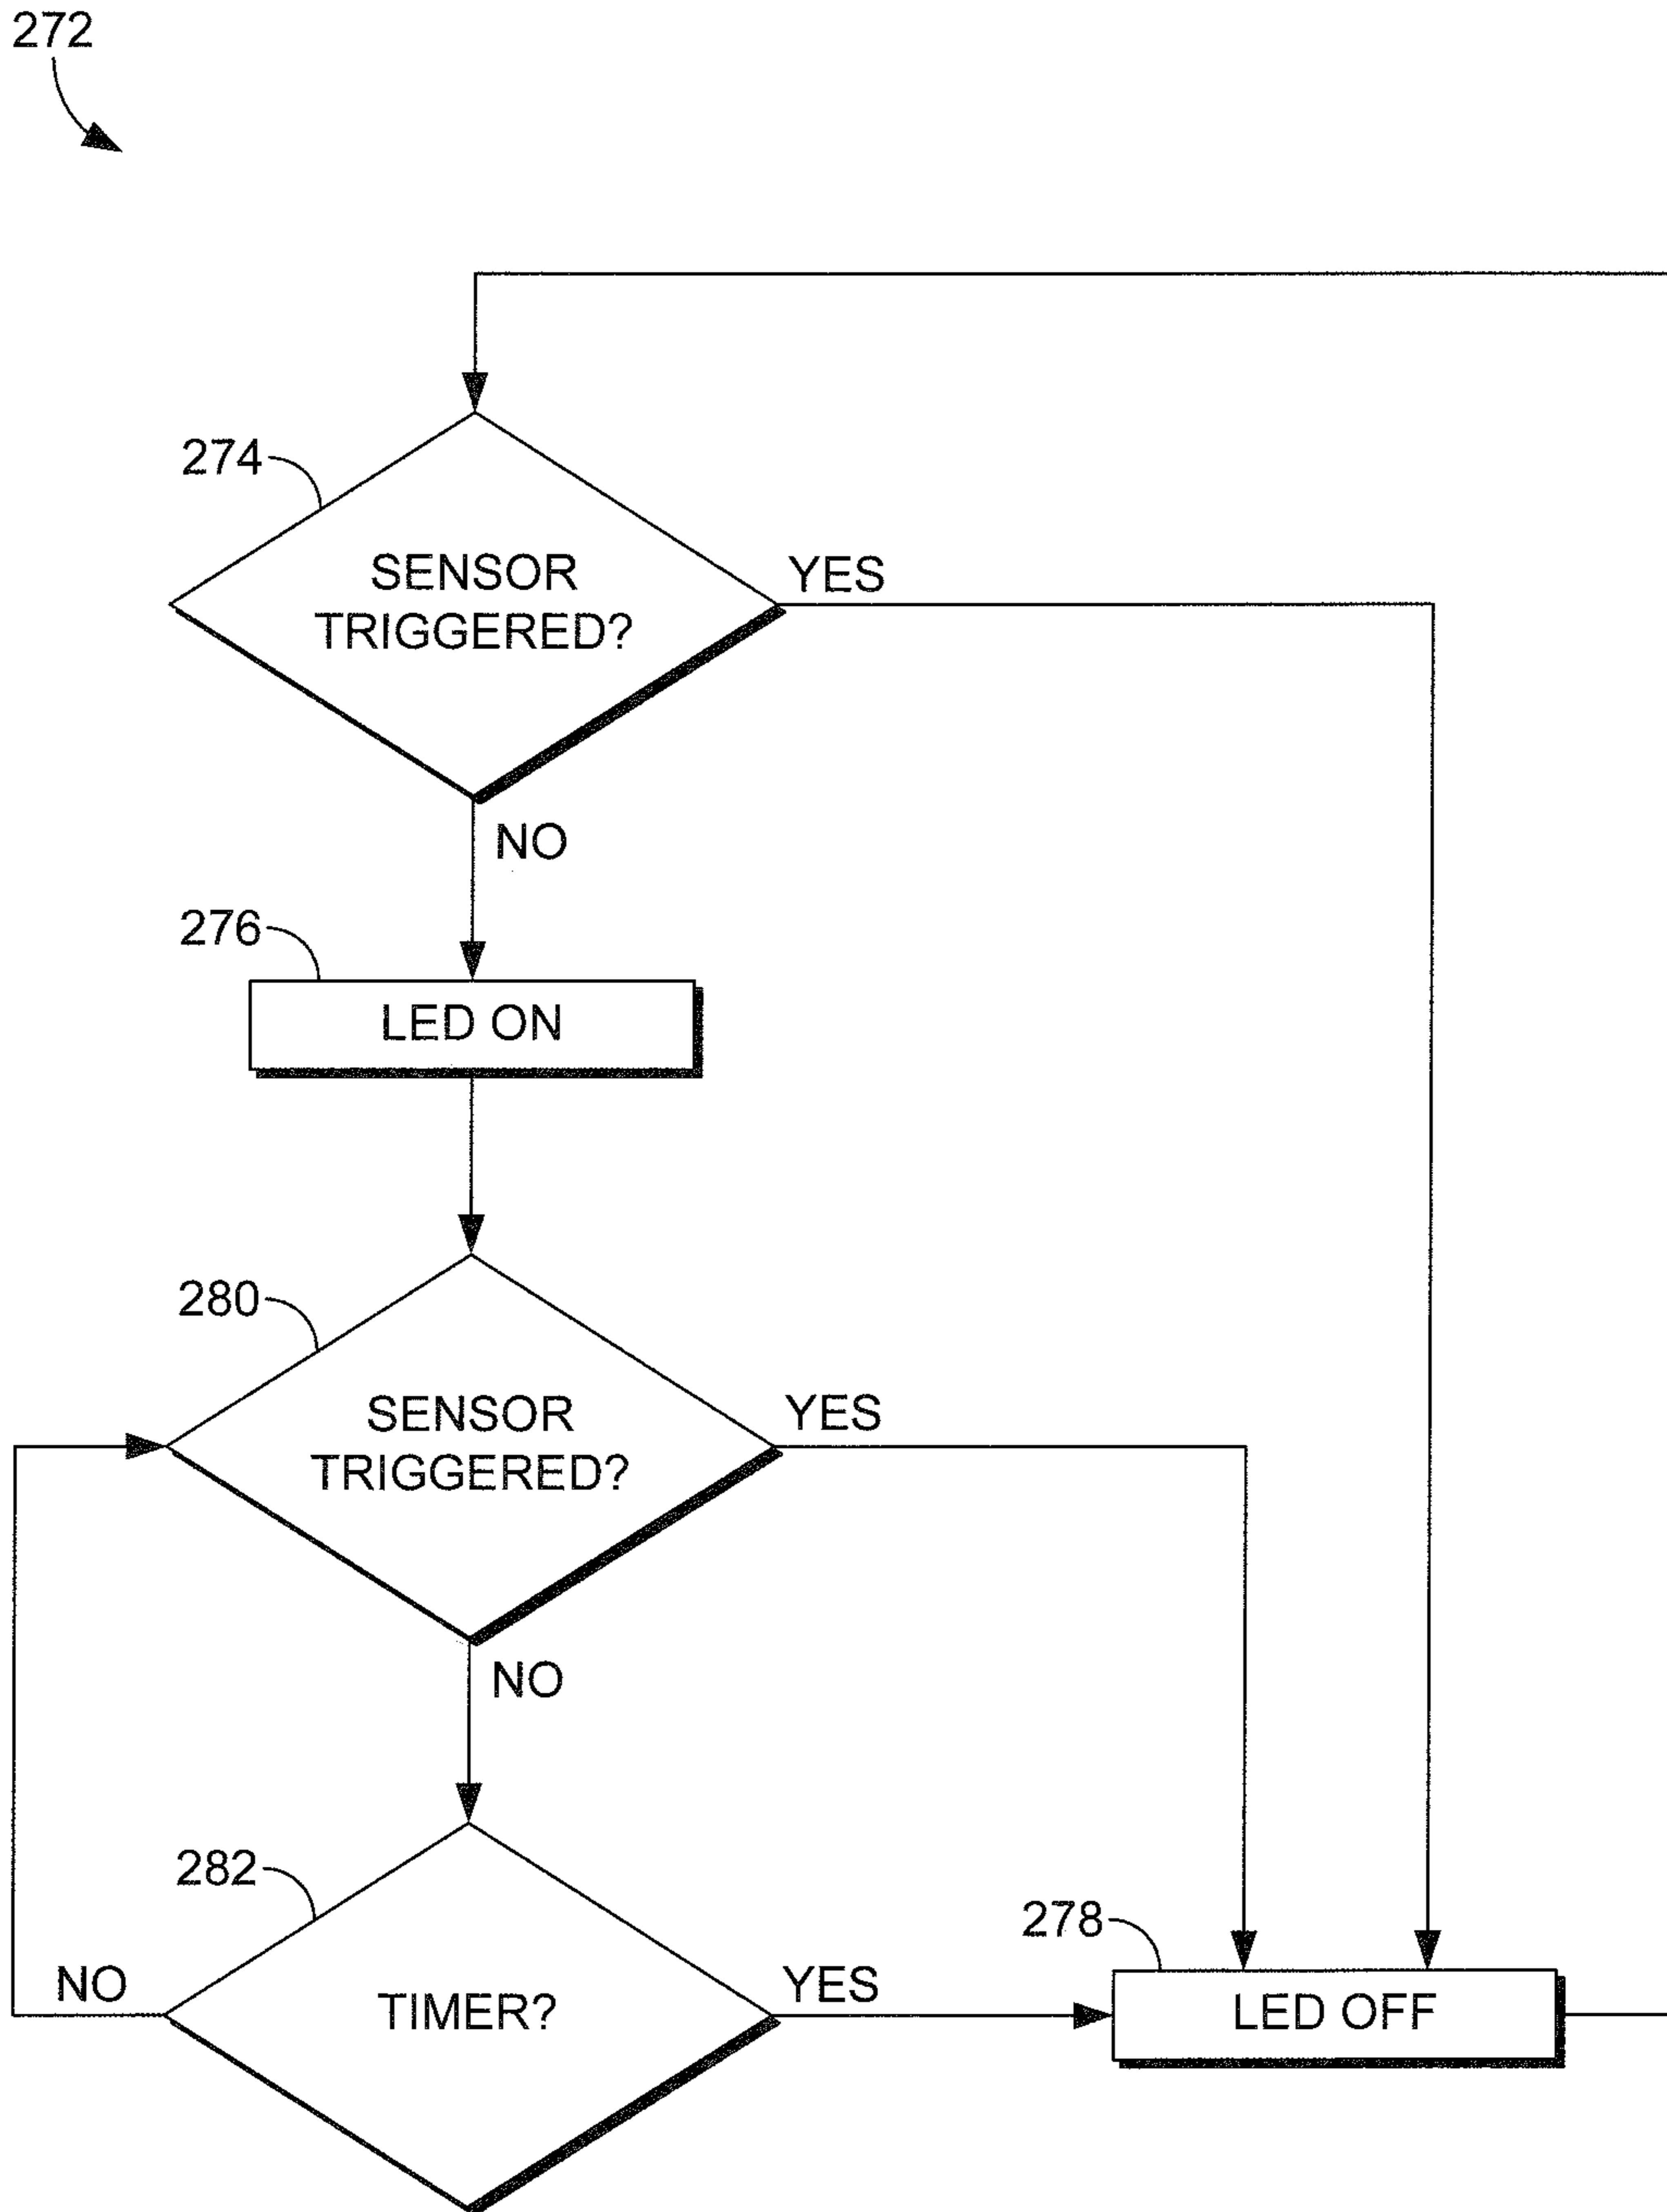 272
274
SENSOR
TRIGGERED?
YES
NO
276
LED ON
280
SENSOR
TRIGGERED?
YES
NO
282
TIMER?
NO
YES
278
LED OFF